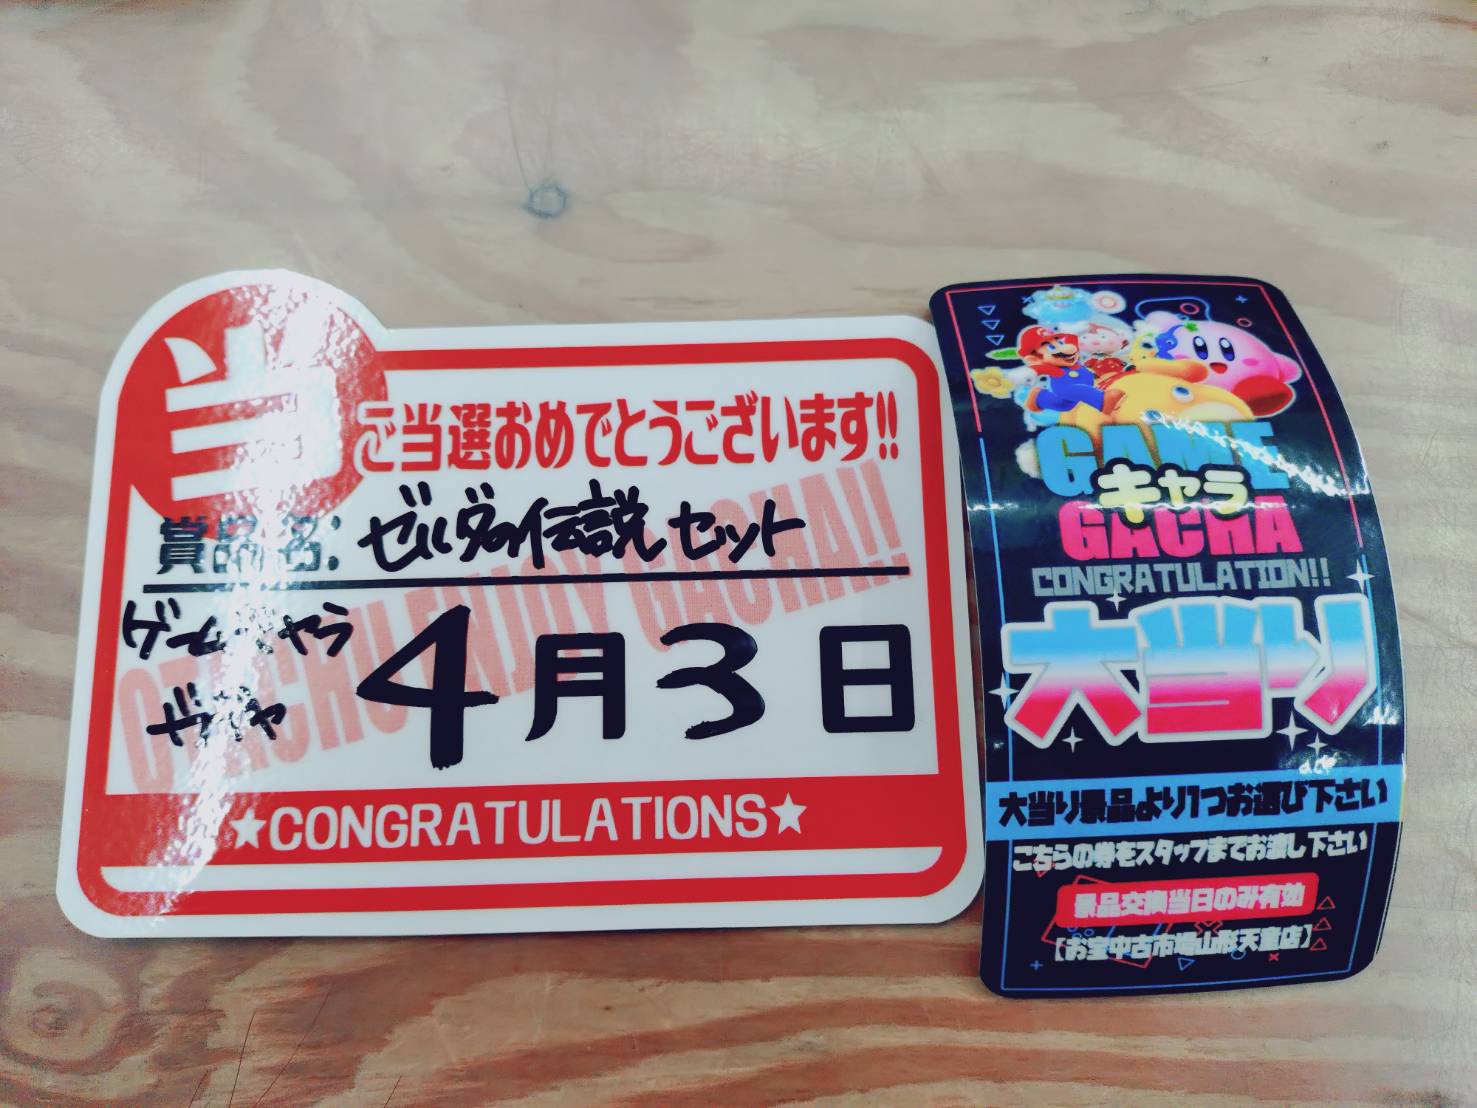 当
ご当選おめでとうございます!!
賞品名: ゼルダの伝説セット
ゲームキャラ
ガチャ
4月3日
OTACHU ENJOY GACHA!!
★CONGRATULATIONS★
GAME
キャラ
GACHA
CONGRATULATION!!
大当り
大当り景品より1つお選び下さい
こちらの券をスタッフまでお渡し下さい
景品交換当日のみ有効
【お宝中古市場山形天童店】